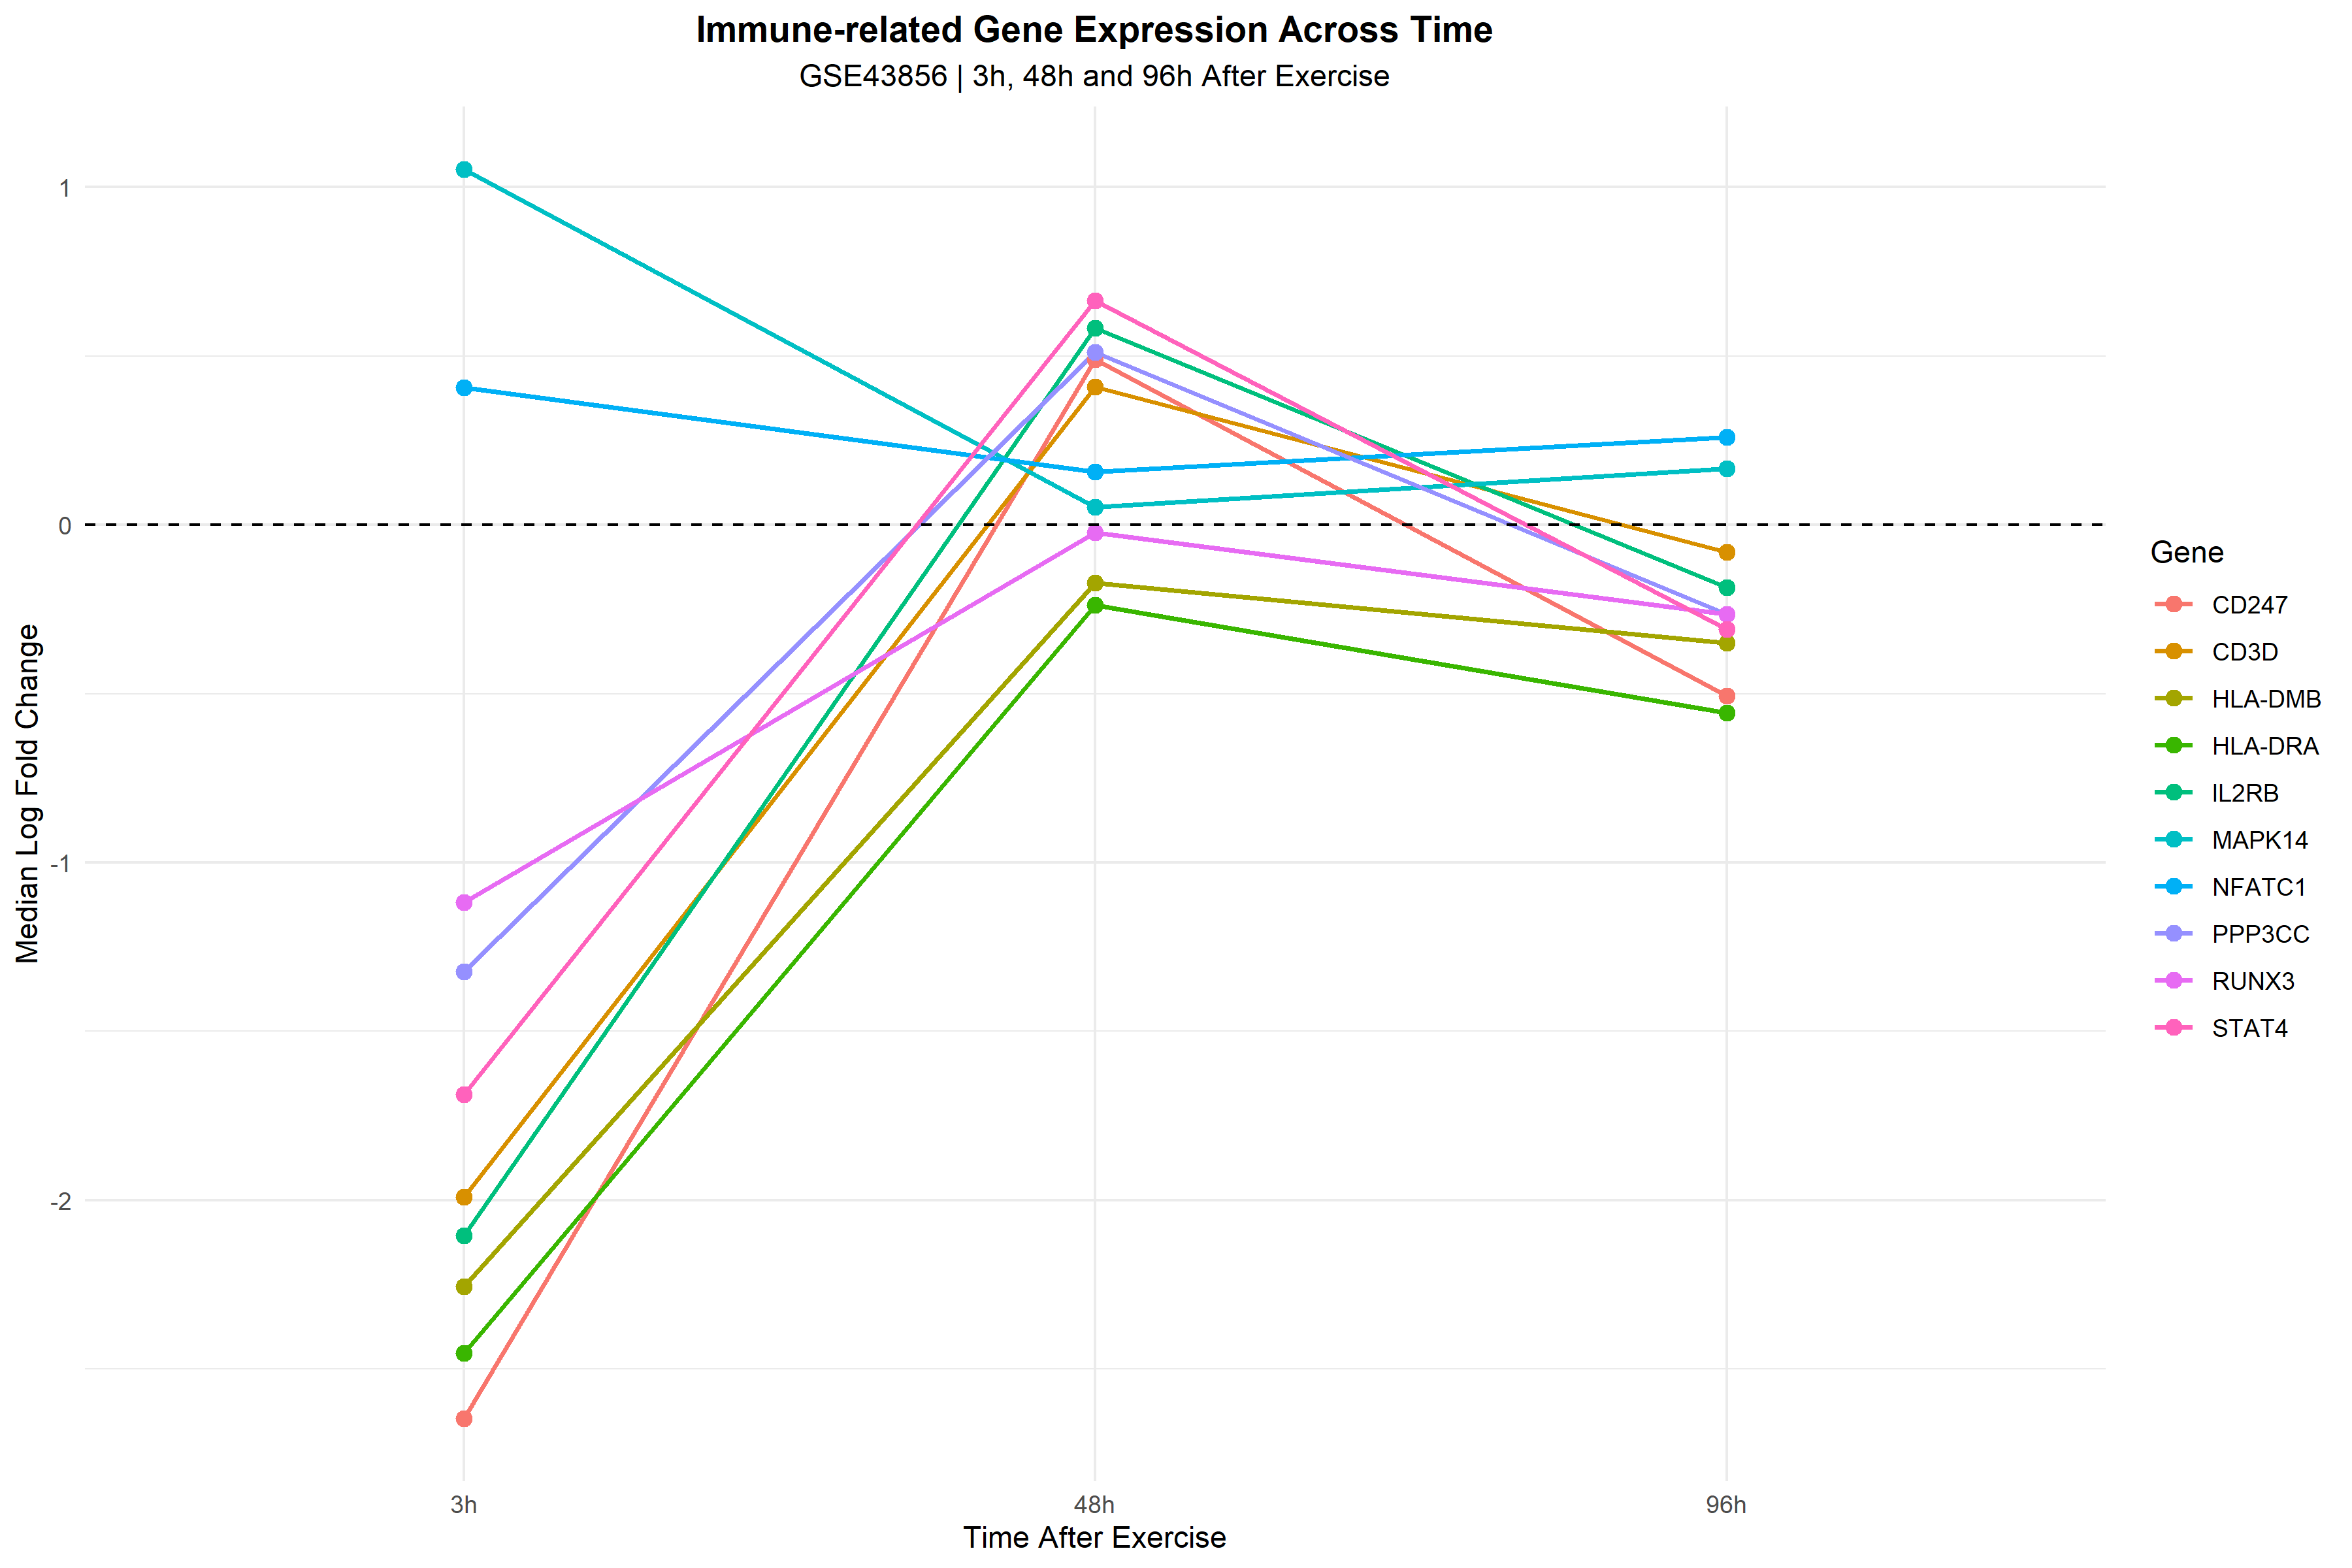 Immune-related Gene Expression Across Time
GSE43856 | 3h, 48h and 96h After Exercise
Median Log Fold Change
1
0
-1
-2
3h
48h
96h
Time After Exercise
Gene
CD247
CD3D
HLA-DMB
HLA-DRA
IL2RB
MAPK14
NFATC1
PPP3CC
RUNX3
STAT4